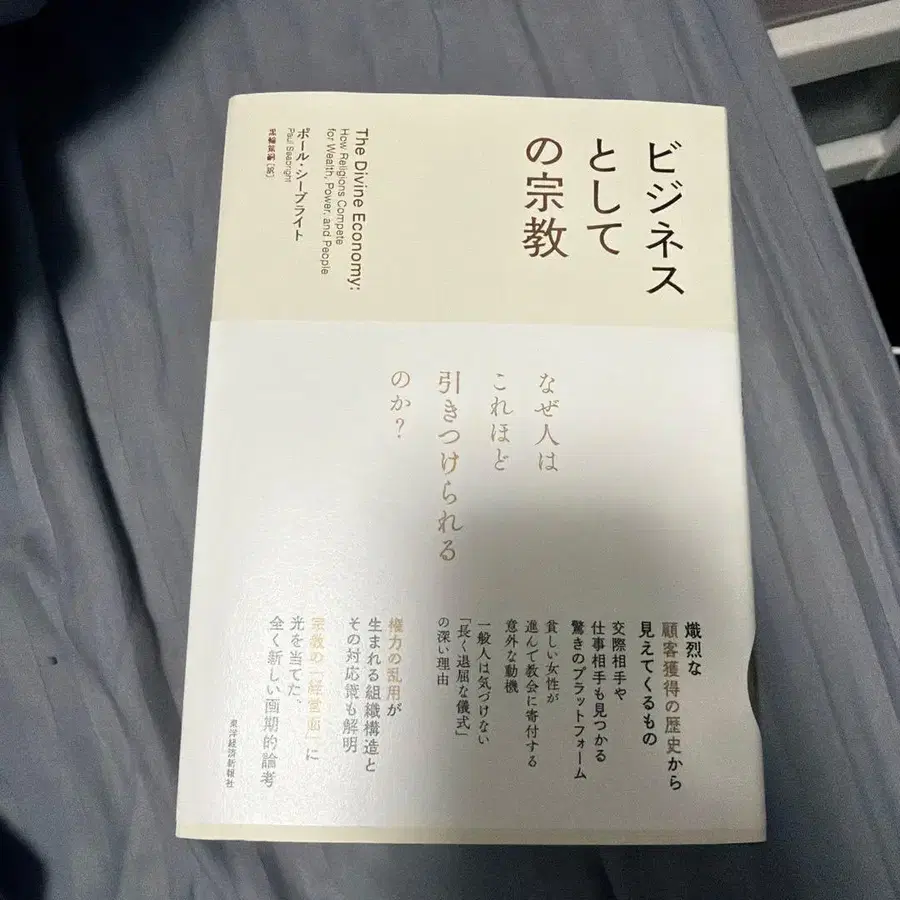 ビジネス
として
の宗教
The Divine Economy:
How Religions Compete
for Wealth, Power, and People
ポール・シーブライト
Paul Seabright
なぜ人は
これほど
引きつけられる
のか?
熾烈な
顧客獲得の歴史から
見えてくるもの
交際相手や
仕事相手も見つかる
驚きのプラットフォーム
貧しい女性が
進んで教会に寄付する
意外な動機
一般人は気づけない
「長く退屈な儀式」
の深い理由
権力の乱用が
生まれる組織構造と
その対応策も解明
宗教の「経営面」に
光を当てた、
全く新しい画期的論考
東洋経済新報社